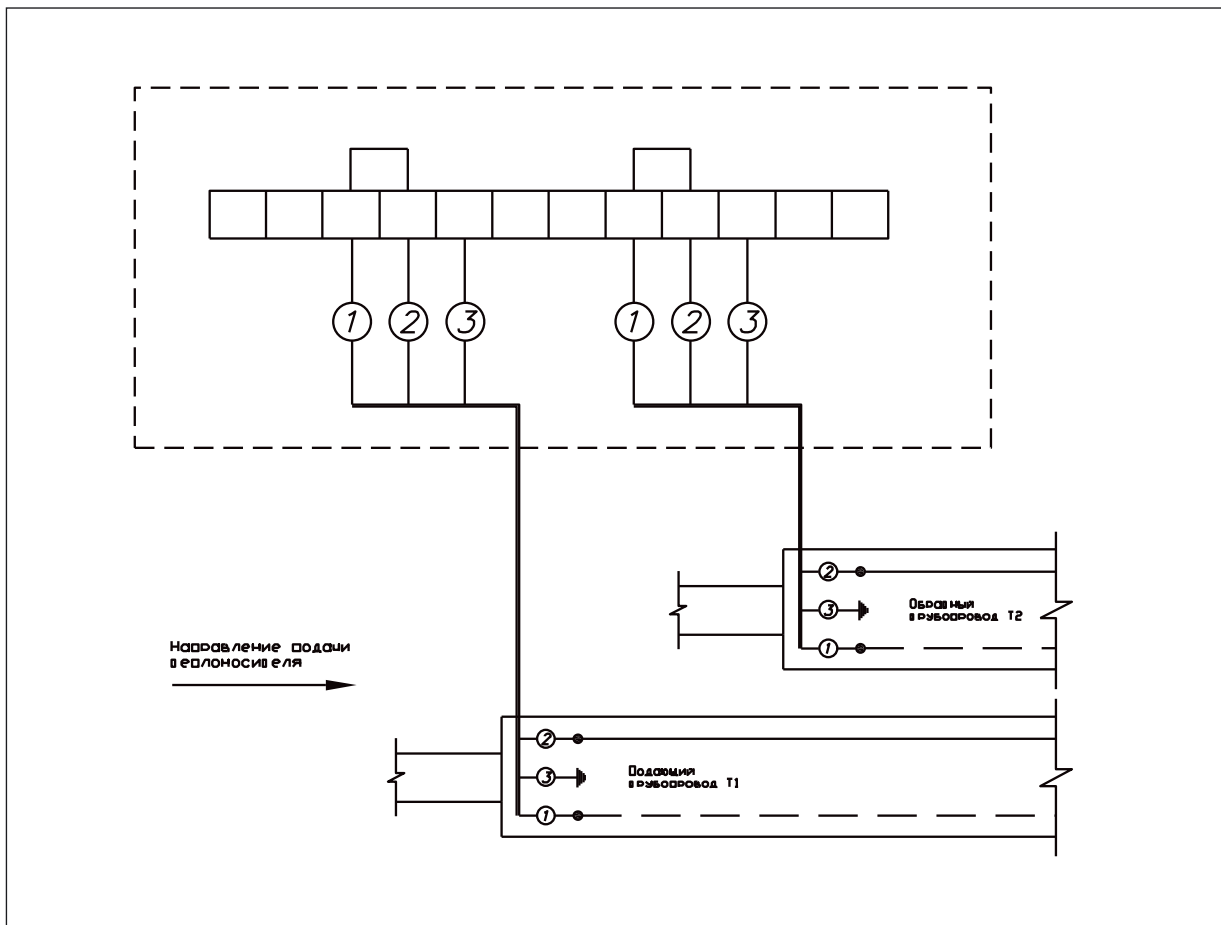 1 2 3 1 2 3
2
3 Обратный
трубопровод Т2
1
Направление подачи
теплоносителя
2
3 Подающий
трубопровод Т1
1